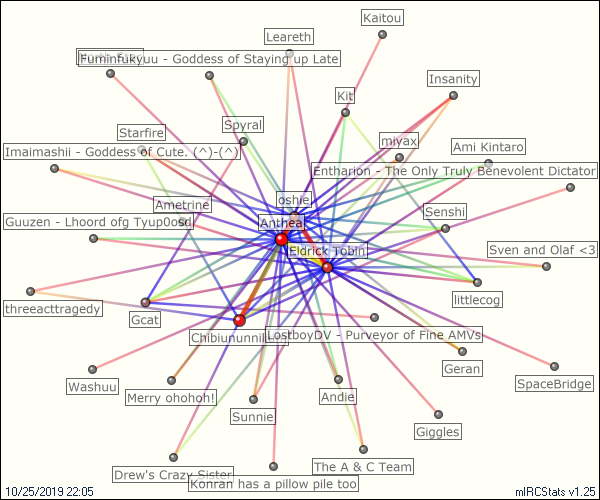 Kaitou
Leareth
Fuminfukyuu - Goddess of Staying up Late
Insanity
Kit
Spyral
Starfire
miyax
Ami Kintaro
Imaimashii - Goddess of Cute. (^)-(^)
Entharion - The Only Truly Benevolent Dictator
oshie
Ametrine
Senshi
Guuzen - Lhoord ofg Tyup0osd
Antheal
Eldrick Tobin
Sven and Olaf <3
threeacttragedy
littlecog
Gcat
LostboyDV - Purveyor of Fine AMVs
Geran
Washuu
SpaceBridge
Merry ohohoh!
Andie
Sunnie
Giggles
The A & C Team
Drew's Crazy Sister
Konran has a pillow pile too
10/25/2019 22:05
mIRCStats v1.25